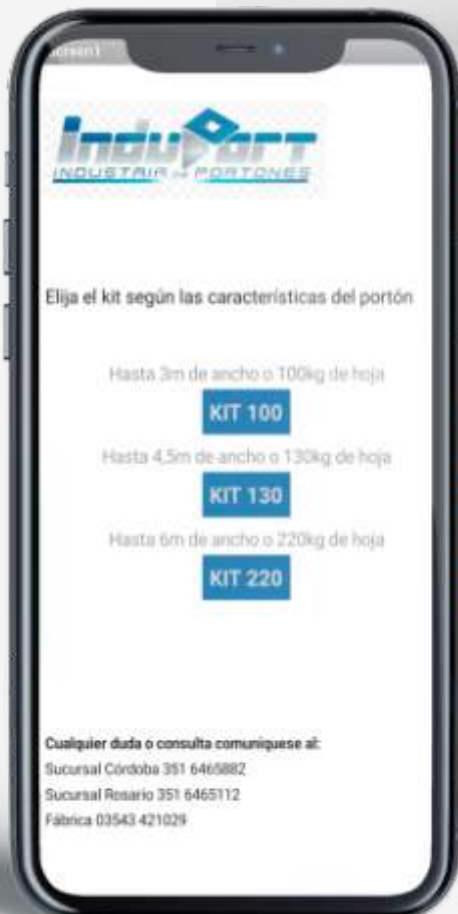 Screen1
InduPort
INDUSTRIA DE PORTONES
Elija el kit según las características del portón
Hasta 3m de ancho o 100kg de hoja
KIT 100
Hasta 4,5m de ancho o 130kg de hoja
KIT 130
Hasta 6m de ancho o 220kg de hoja
KIT 220
Cualquier duda o consulta comuniquese al:
Sucursal Córdoba 351 6465882
Sucursal Rosario 351 6465112
Fábrica 03543 421029